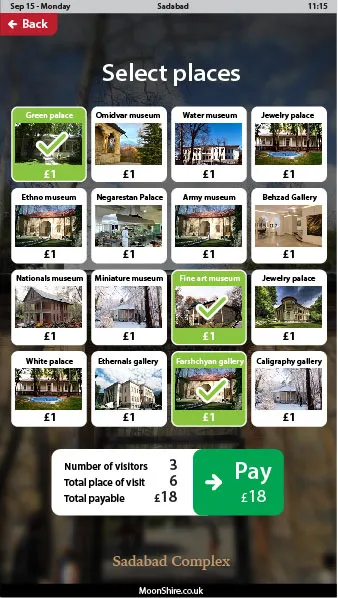 Sep 15 - Monday Sadabad 11:15
Back
Select places
Green palace Omidvar museum Water museum Jewelry palace
£1 £1 £1 £1
Ethno museum Negarestan Palace Army museum Behzad Gallery
£1 £1 £1 £1
Nationals museum Miniature museum Fine art museum Jewelry palace
£1 £1 £1 £1
White palace Ethernals gallery Farshchyan gallery Caligraphy gallery
£1 £1 £1 £1
Number of visitors 3
Total place of visit 6
Total payable £18
Pay
£18
Sadabad Complex
MoonShire.co.uk